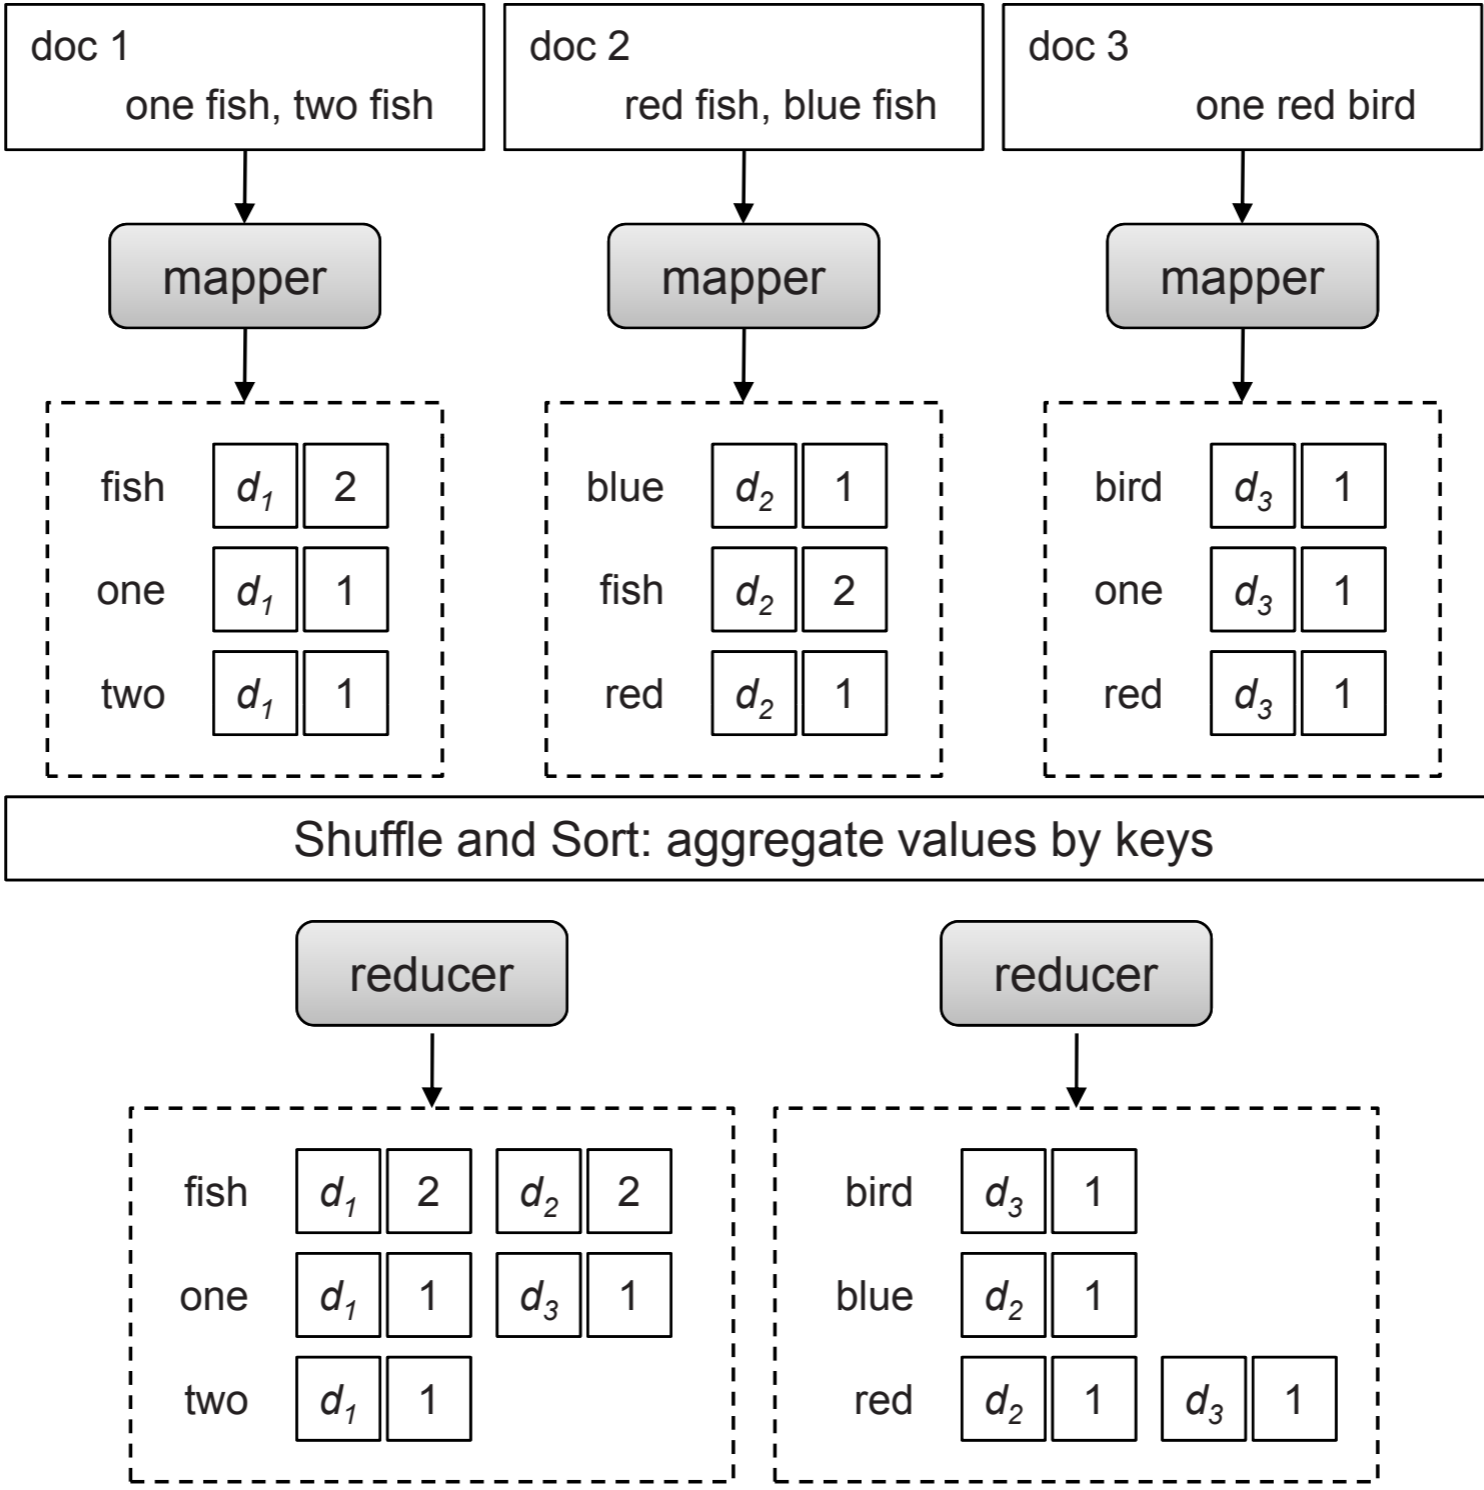 doc 1
one fish, two fish
doc 2
red fish, blue fish
doc 3
one red bird
mapper
mapper
mapper
fish d1 2
one d1 1
two d1 1
blue d2 1
fish d2 2
red d2 1
bird d3 1
one d3 1
red d3 1
Shuffle and Sort: aggregate values by keys
reducer
reducer
fish d1 2 d2 2
one d1 1 d3 1
two d1 1
bird d3 1
blue d2 1
red d2 1 d3 1